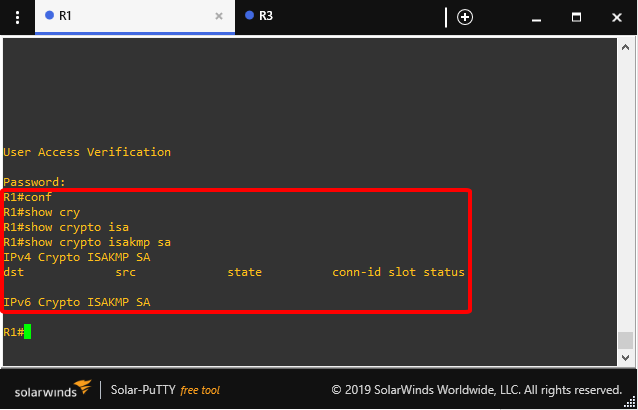 R1
R3
User Access Verification
Password:
R1#conf
R1#show cry
R1#show crypto isa
R1#show crypto isakmp sa
IPv4 Crypto ISAKMP SA
dst src state conn-id slot status
IPv6 Crypto ISAKMP SA
R1#
solarwinds Solar-PuTTY free tool © 2019 SolarWinds Worldwide, LLC. All rights reserved.